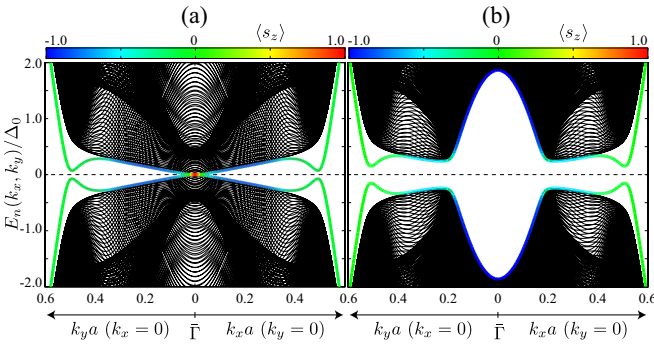 (a) (b)
-1.0 0 ⟨s_z⟩ 1.0 -1.0 0 ⟨s_z⟩ 1.0
E_n(k_x, k_y)/Δ_0
2.0
1.0
0
-1.0
-2.0
0.6 0.4 0.2 0 0.2 0.4 0.6 0.4 0.2 0 0.2 0.4 0.6
k_y a (k_x = 0) Γ̄ k_x a (k_y = 0) k_y a (k_x = 0) Γ̄ k_x a (k_y = 0)